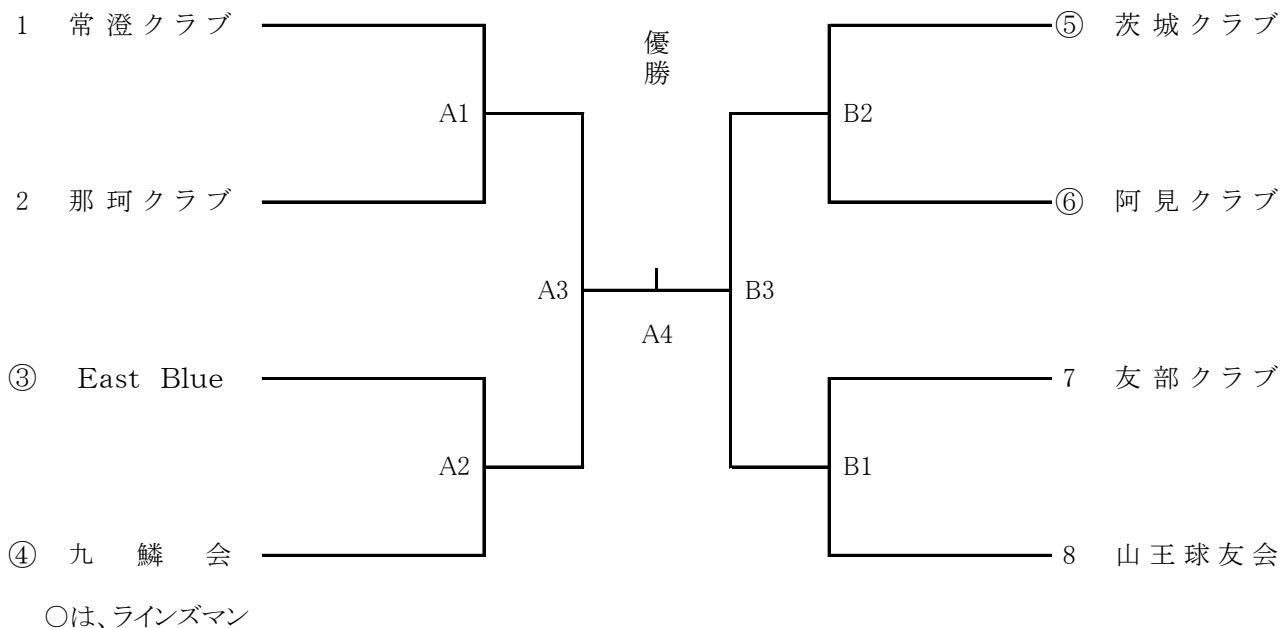 1 常澄クラブ
優勝
⑤ 茨城クラブ
A1
B2
2 那珂クラブ
⑥ 阿見クラブ
A3
B3
A4
③ East Blue
7 友部クラブ
A2
B1
④ 九鱗会
8 山王球友会
○は、ラインズマン